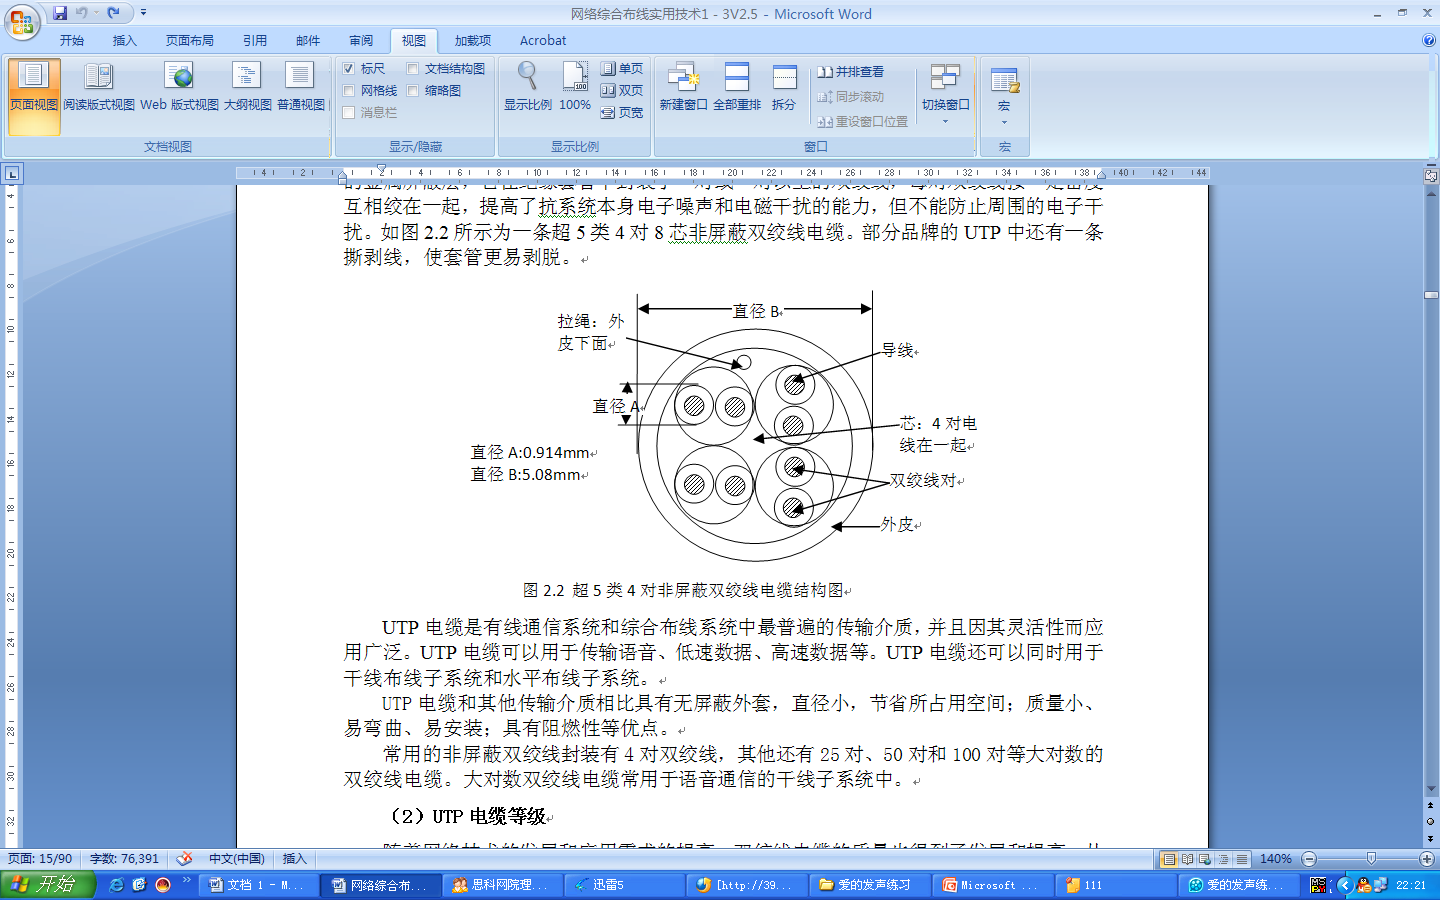 网络综合布线实用技术1 - 3V2.5 - Microsoft Word
开始 插入 页面布局 引用 邮件 审阅 视图 加载项 Acrobat
页面视图 阅读版式视图 Web 版式视图 大纲视图 普通视图
标尺 文档结构图
网格线 缩略图
消息栏
显示比例 100%
单页
双页
页宽
新建窗口 全部重排 拆分
并排查看
同步滚动
重设窗口位置
切换窗口
宏
文档视图 显示/隐藏 显示比例 窗口 宏
互相绞在一起，提高了抗系统本身电子噪声和电磁干扰的能力，但不能防止周围的电子干
扰。如图 2.2 所示为一条超 5 类 4 对 8 芯非屏蔽双绞线电缆。部分品牌的 UTP 中还有一条
撕剥线，使套管更易剥脱。
直径 B
拉绳：外
皮下面
导线
直径 A
芯：4 对电
线在一起
直径 A:0.914mm
直径 B:5.08mm
双绞线对
外皮
图 2.2 超 5 类 4 对非屏蔽双绞线电缆结构图
UTP 电缆是有线通信系统和综合布线系统中最普遍的传输介质，并且因其灵活性而应
用广泛。UTP 电缆可以用于传输语音、低速数据、高速数据等。UTP 电缆还可以同时用于
干线布线子系统和水平布线子系统。
UTP 电缆和其他传输介质相比具有无屏蔽外套，直径小，节省所占用空间；质量小、
易弯曲、易安装；具有阻燃性等优点。
常用的非屏蔽双绞线封装有 4 对双绞线，其他还有 25 对、50 对和 100 对等大对数的
双绞线电缆。大对数双绞线电缆常用于语音通信的干线子系统中。
（2）UTP 电缆等级
页面: 15/90 字数: 76,391 中文(中国) 插入 140%
开始 文档 1 - M... 网络综合布... 思科网院理... 迅雷5 [http://39... 爱的发声练习 Microsoft ... 111 爱的发声练... 22:21